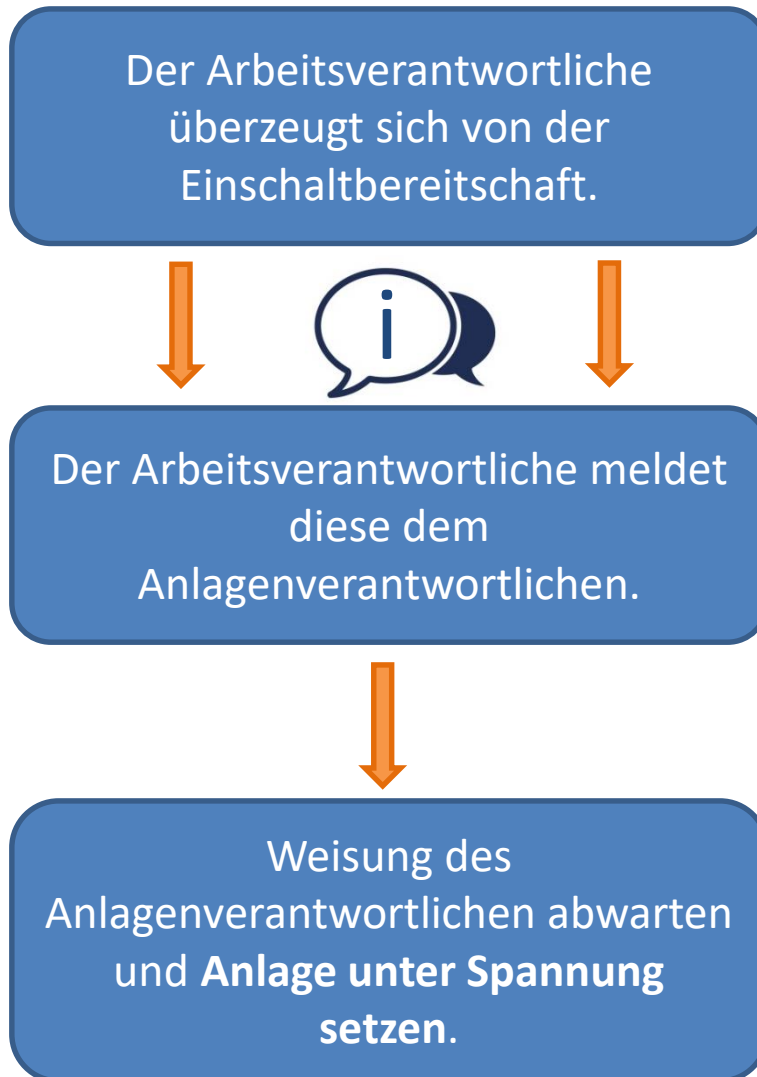 Der Arbeitsverantwortliche
überzeugt sich von der
Einschaltbereitschaft.
i
Der Arbeitsverantwortliche meldet
diese dem
Anlagenverantwortlichen.
Weisung des
Anlagenverantwortlichen abwarten
und Anlage unter Spannung
setzen.